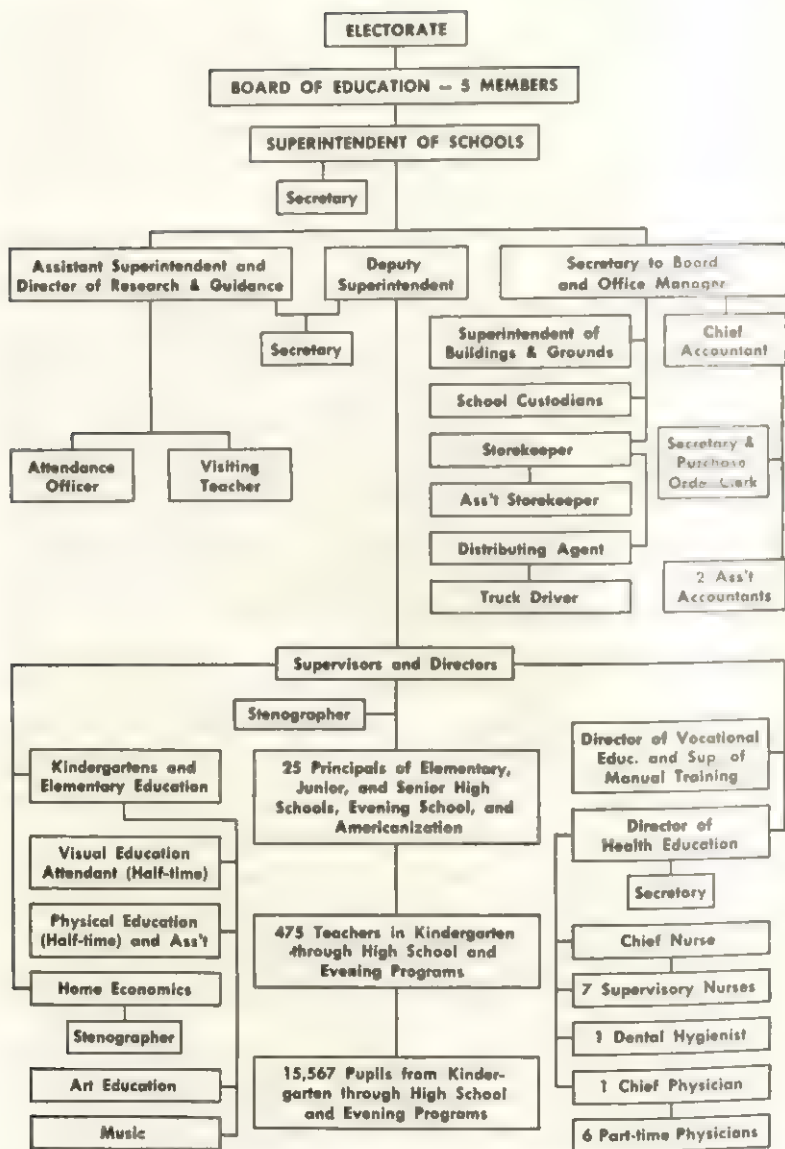 ELECTORATE
BOARD OF EDUCATION — 5 MEMBERS
SUPERINTENDENT OF SCHOOLS
Secretary
Assistant Superintendent and
Director of Research & Guidance
Deputy
Superintendent
Secretary to Board
and Office Manager
Secretary
Superintendent of
Buildings & Grounds
Chief
Accountant
School Custodians
Attendance
Officer
Visiting
Teacher
Storekeeper
Secretary &
Purchase
Order Clerk
Ass't Storekeeper
Distributing Agent
2 Ass't
Accountants
Truck Driver
Supervisors and Directors
Stenographer
Kindergartens and
Elementary Education
Visual Education
Attendant (Half-time)
Physical Education
(Half-time) and Ass't
Home Economics
Stenographer
Art Education
Music
25 Principals of Elementary,
Junior, and Senior High
Schools, Evening School, and
Americanization
475 Teachers in Kindergarten
through High School and
Evening Programs
15,567 Pupils from Kinder-
garten through High School
and Evening Programs
Director of Vocational
Educ. and Sup of
Manual Training
Director of
Health Education
Secretary
Chief Nurse
7 Supervisory Nurses
1 Dental Hygienist
1 Chief Physician
6 Part-time Physicians